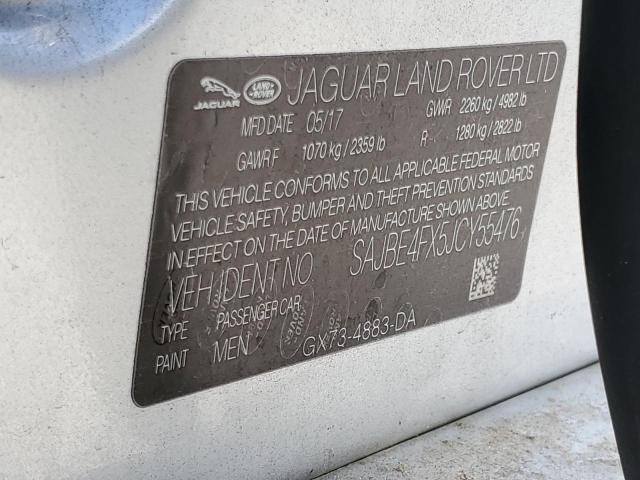 JAGUAR LAND ROVER JAGUAR LAND ROVER LTD
MFD DATE 05/17 GWR 2260 kg / 4982 lb
GAWR F 1070 kg / 2359 lb R - 1280 kg / 2822 lb
THIS VEHICLE CONFORMS TO ALL APPLICABLE FEDERAL MOTOR
VEHICLE SAFETY, BUMPER AND THEFT PREVENTION STANDARDS
IN EFFECT ON THE DATE OF MANUFACTURE SHOWN ABOVE.
VEH IDENT NO SAJBE4FX5JCY55476
TYPE PASSENGER CAR
PAINT MEN GX73-4883-DA